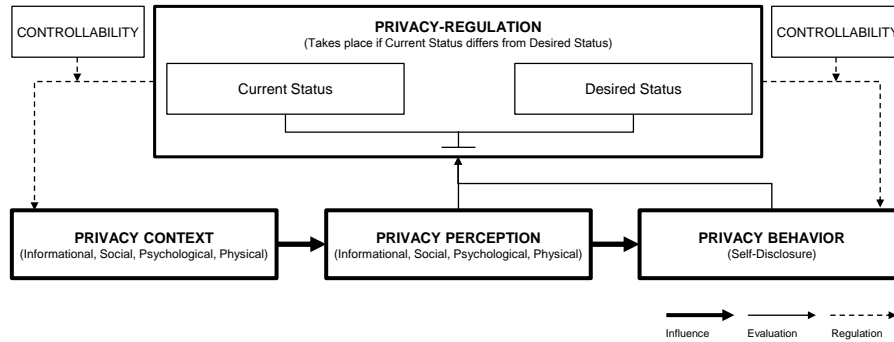 CONTROLLABILITY
PRIVACY-REGULATION
(Takes place if Current Status differs from Desired Status)
CONTROLLABILITY
Current Status
Desired Status
PRIVACY CONTEXT
(Informational, Social, Psychological, Physical)
PRIVACY PERCEPTION
(Informational, Social, Psychological, Physical)
PRIVACY BEHAVIOR
(Self-Disclosure)
Influence
Evaluation
Regulation